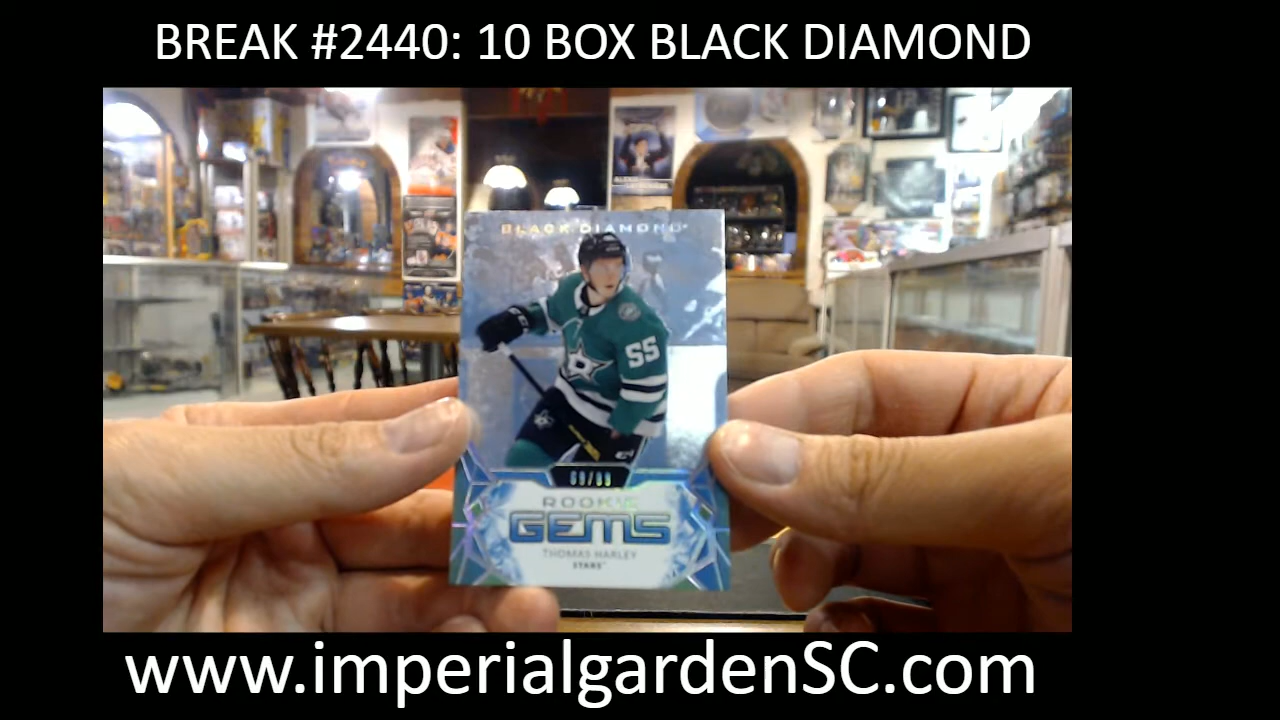 BREAK #2440: 10 BOX BLACK DIAMOND
BLACK DIAMOND
55
ROOKIE
GEMS
THOMAS HARLEY
STARS
www.imperialgardenSC.com